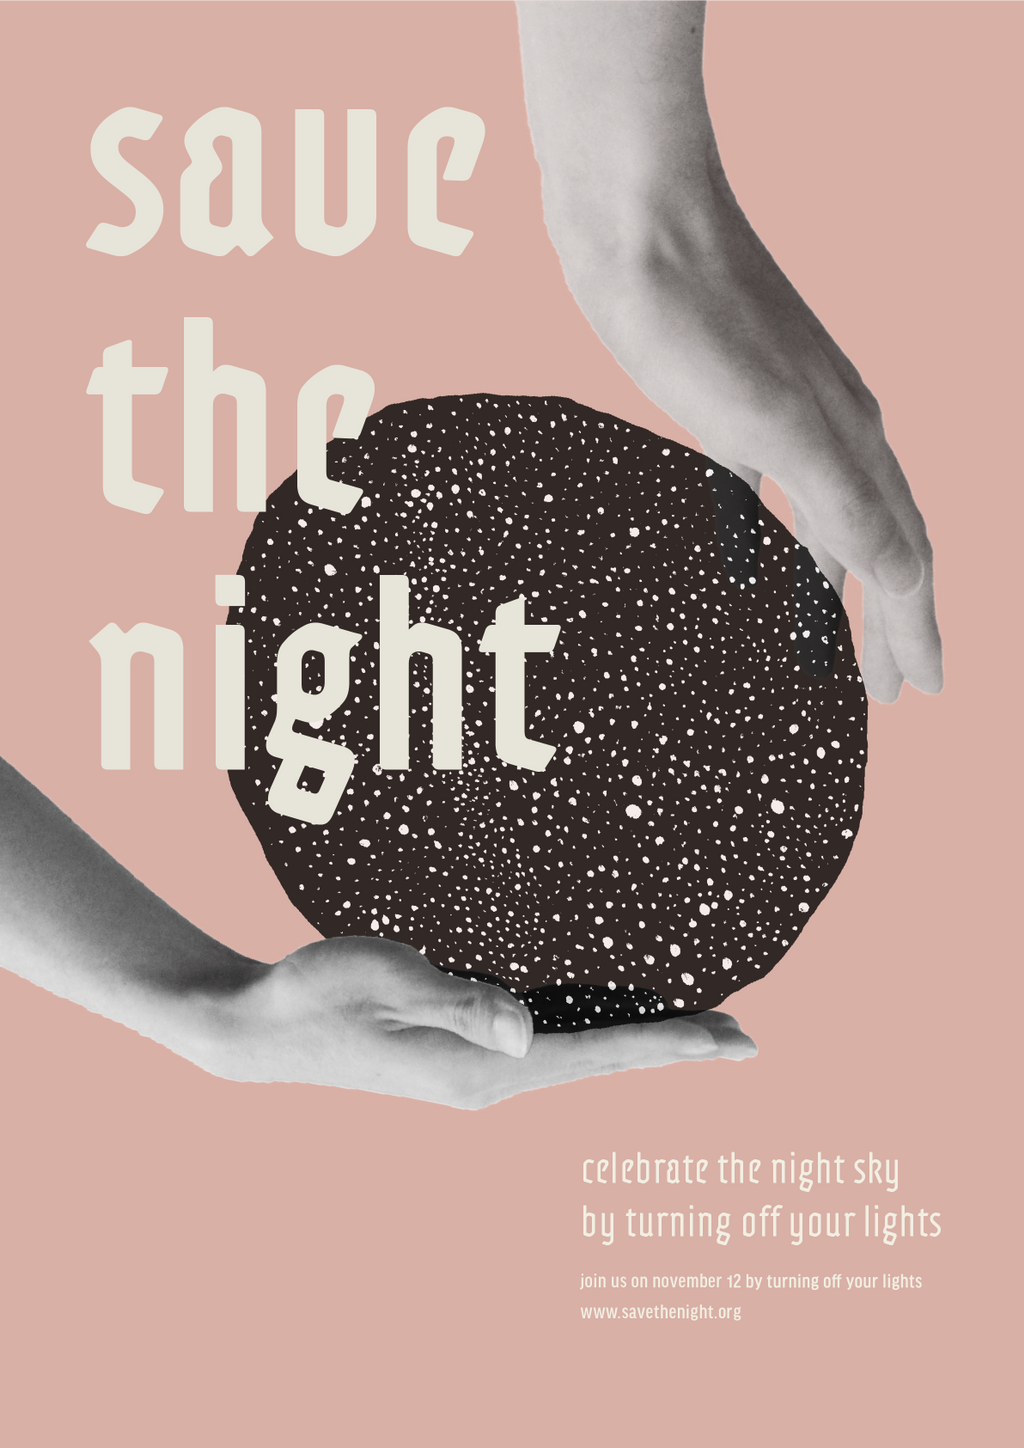 save
the
night
celebrate the night sky
by turning off your lights
join us on november 12 by turning off your lights
www.savethenight.org